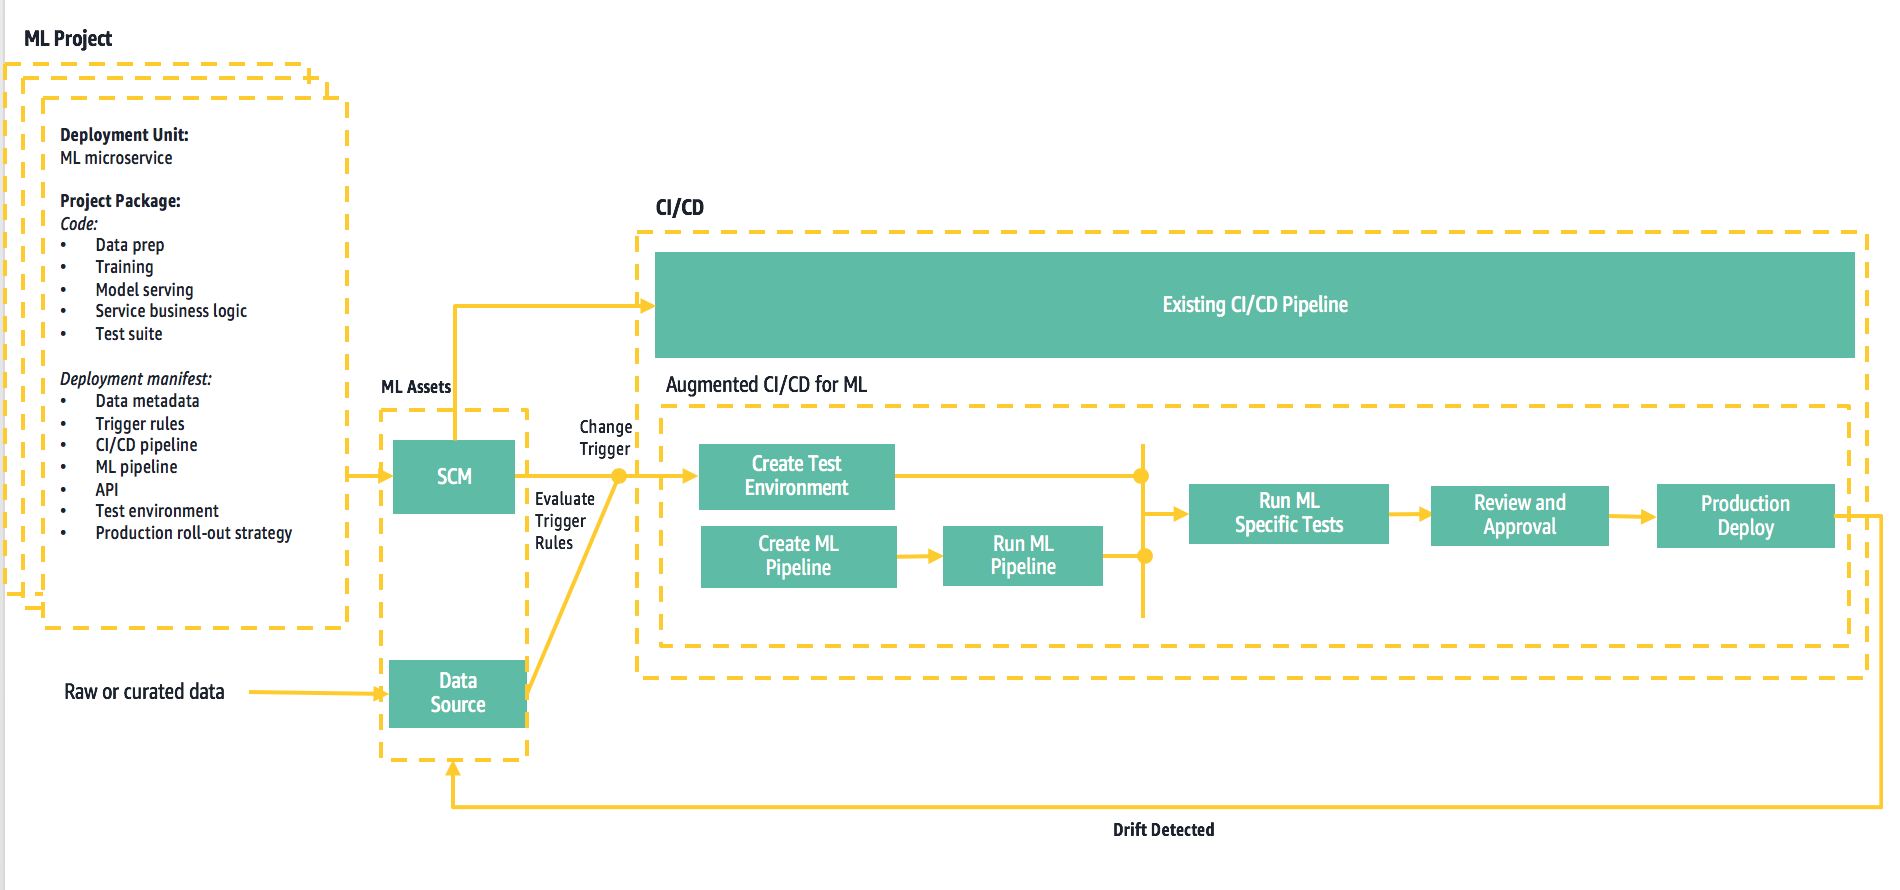 ML Project
Deployment Unit:
ML microservice
Project Package:
Code:
• Data prep
• Training
• Model serving
• Service business logic
• Test suite
Deployment manifest:
• Data metadata
• Trigger rules
• CI/CD pipeline
• ML pipeline
• API
• Test environment
• Production roll-out strategy
Raw or curated data
ML Assets
SCM
Data
Source
Change
Trigger
Evaluate
Trigger
Rules
CI/CD
Existing CI/CD Pipeline
Augmented CI/CD for ML
Create Test
Environment
Create ML
Pipeline
Run ML
Pipeline
Run ML
Specific Tests
Review and
Approval
Production
Deploy
Drift Detected